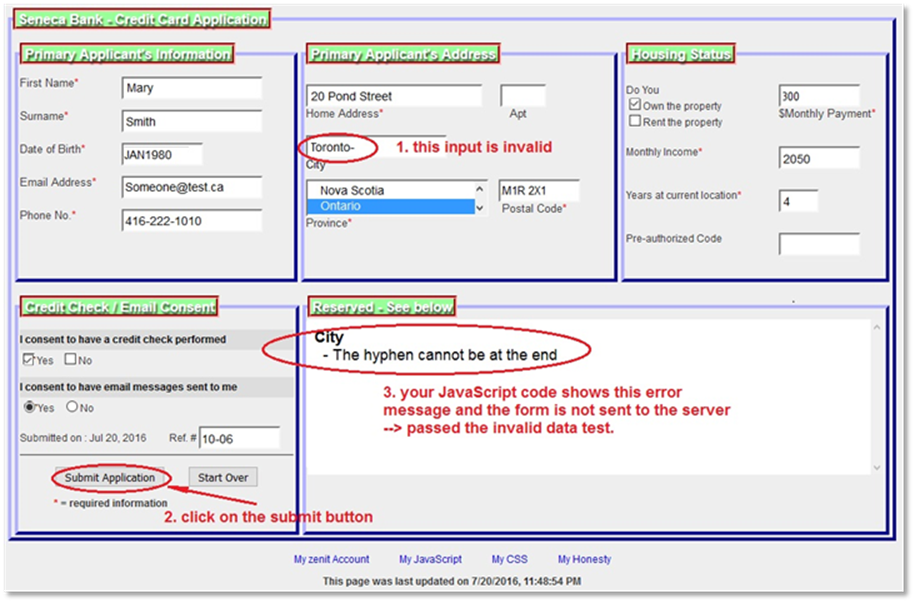 Seneca Bank - Credit Card Application
Primary Applicant's Information
First Name*
Mary
Surname*
Smith
Date of Birth*
JAN1980
Email Address*
Someone@test.ca
Phone No.*
416-222-1010
Primary Applicant's Address
20 Pond Street
Home Address*
Apt
Toronto-
1. this input is invalid
City
Nova Scotia
Ontario
M1R 2X1
Province*
Postal Code*
Housing Status
Do You
Own the property
Rent the property
300
$Monthly Payment*
Monthly Income*
2050
Years at current location*
4
Pre-authorized Code
Credit Check / Email Consent
I consent to have a credit check performed
Yes No
I consent to have email messages sent to me
Yes No
Submitted on : Jul 20, 2016 Ref. # 10-06
Submit Application Start Over
* = required information
2. click on the submit button
Reserved - See below
City
- The hyphen cannot be at the end
3. your JavaScript code shows this error
message and the form is not sent to the server
--> passed the invalid data test.
My zenit Account My JavaScript My CSS My Honesty
This page was last updated on 7/20/2016, 11:48:54 PM